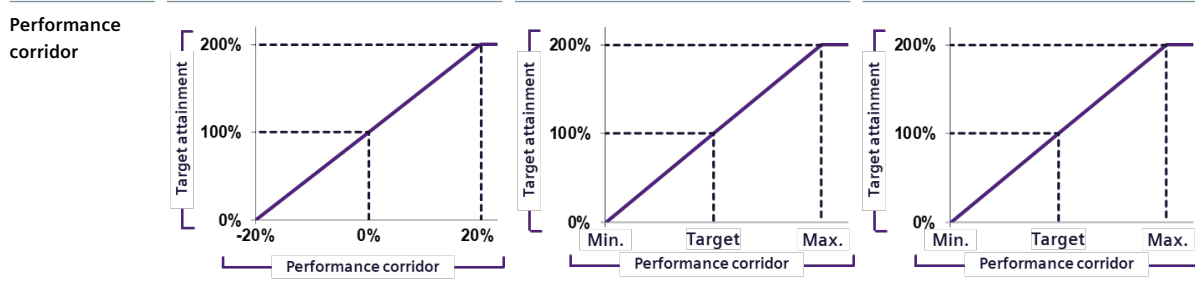 Performance
corridor
200%
100%
0%
Target attainment
-20%
0%
20%
Performance corridor
200%
100%
0%
Target attainment
Min.
Target
Max.
Performance corridor
200%
100%
0%
Target attainment
Min.
Target
Max.
Performance corridor